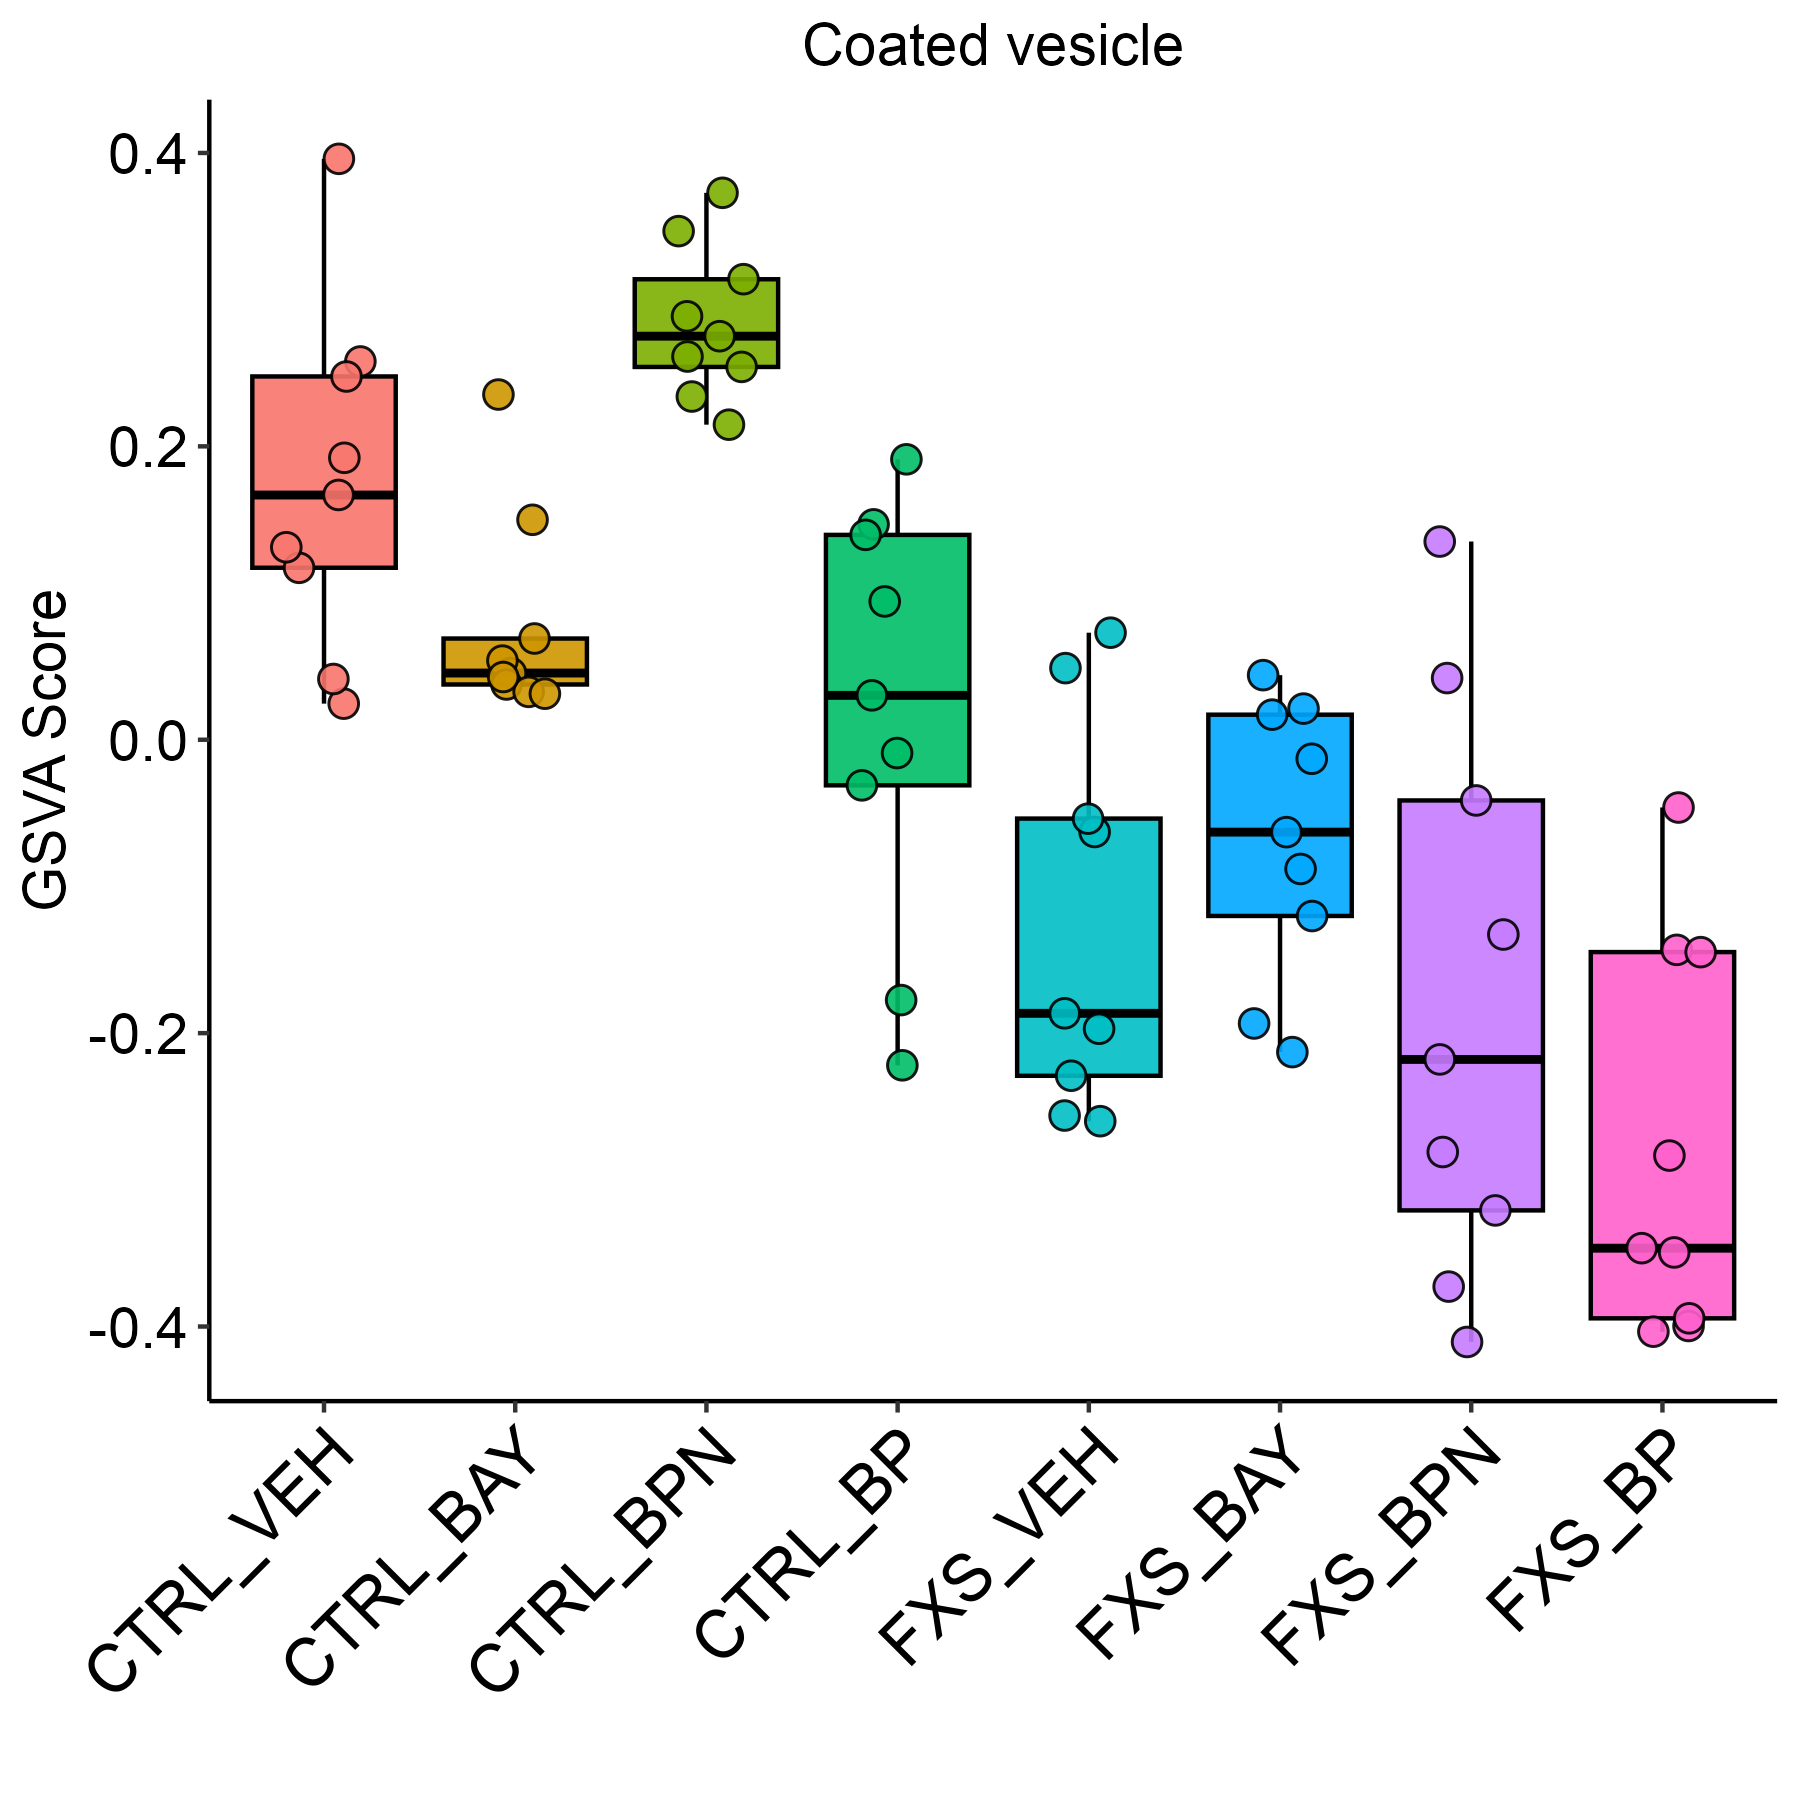 Coated vesicle
GSVA Score
0.4
0.2
0.0
-0.2
-0.4
CTRL_VEH
CTRL_BAY
CTRL_BPN
CTRL_BP
FXS_VEH
FXS_BAY
FXS_BPN
FXS_BP